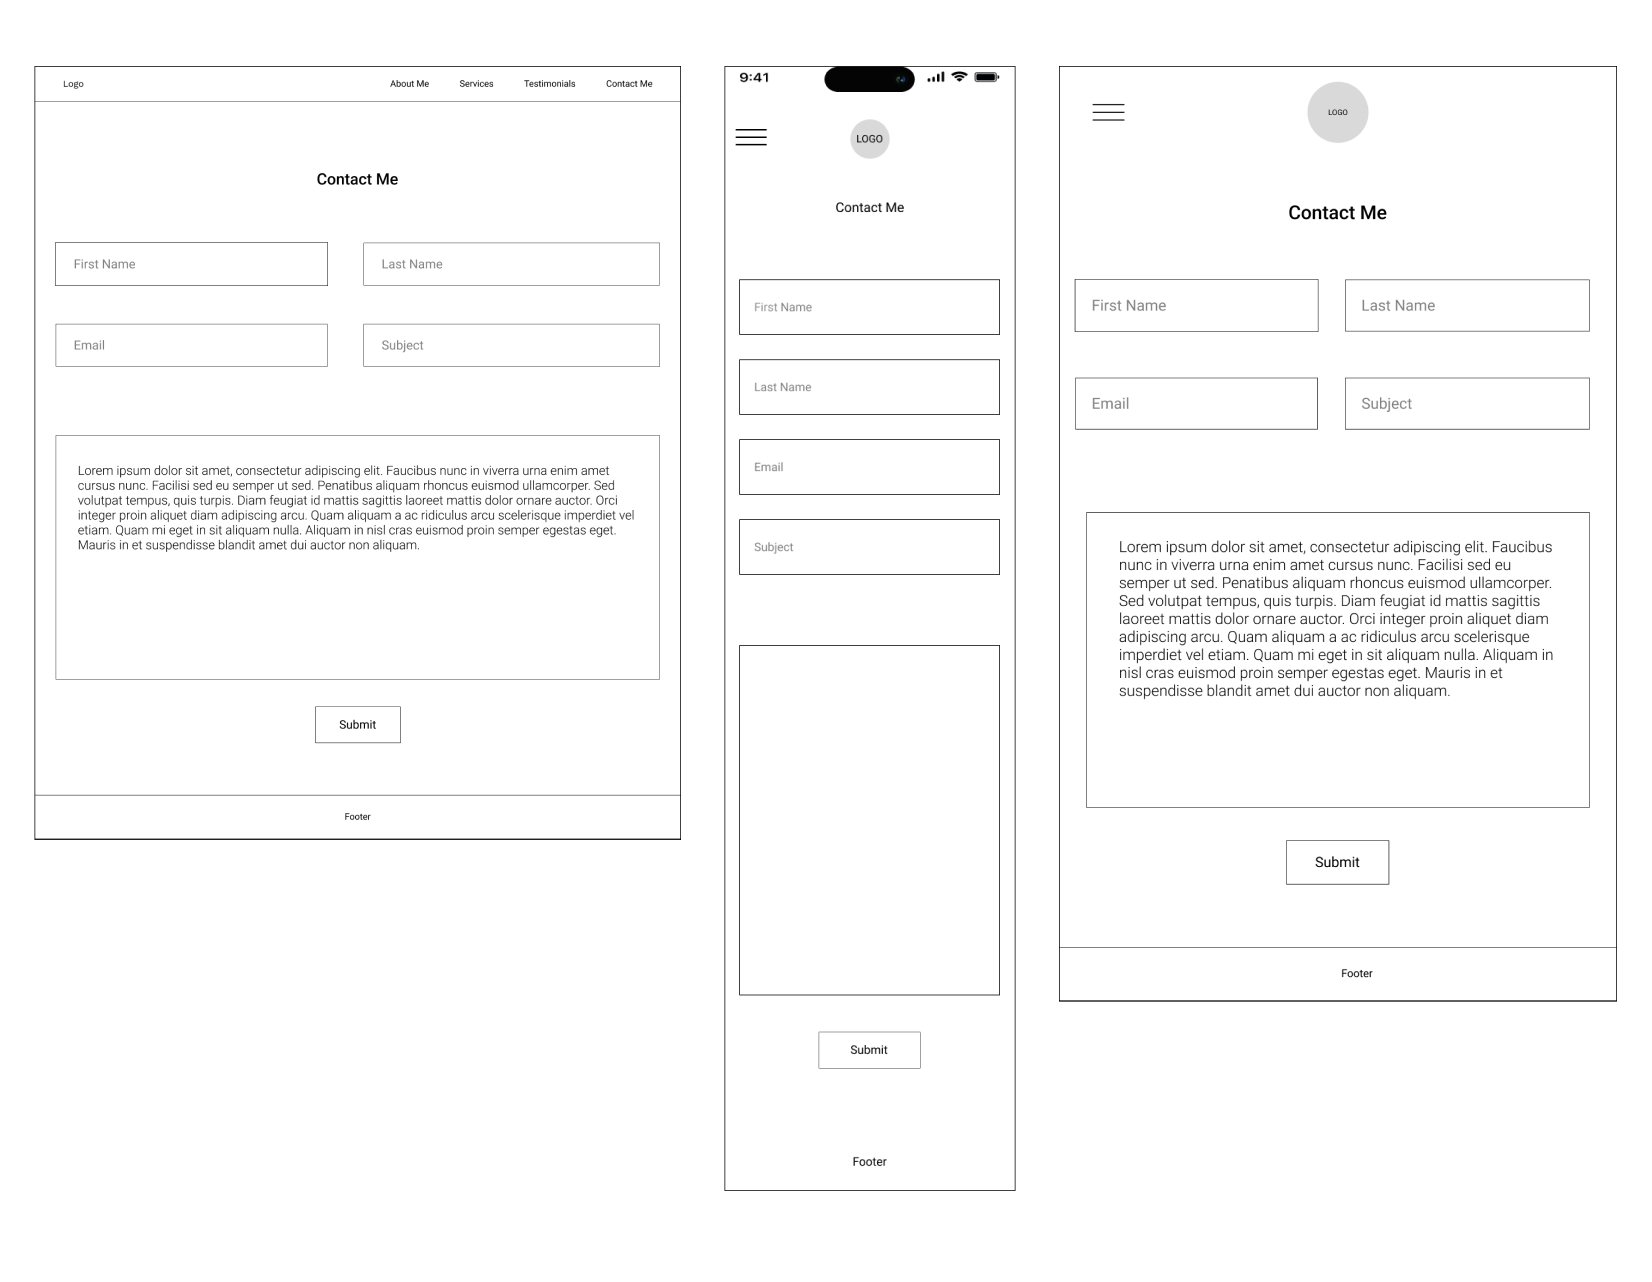 Logo
About Me
Services
Testimonials
Contact Me
Contact Me
First Name
Last Name
Email
Subject
Lorem ipsum dolor sit amet, consectetur adipiscing elit. Faucibus nunc in viverra urna enim amet
cursus nunc. Facilisi sed eu semper ut sed. Penatibus aliquam rhoncus euismod ullamcorper. Sed
volutpat tempus, quis turpis. Diam feugiat id mattis sagittis laoreet mattis dolor ornare auctor. Orci
integer proin aliquet diam adipiscing arcu. Quam aliquam a ac ridiculus arcu scelerisque imperdiet vel
etiam. Quam mi eget in sit aliquam nulla. Aliquam in nisl cras euismod proin semper egestas eget.
Mauris in et suspendisse blandit amet dui auctor non aliquam.
Submit
Footer
9:41
LOGO
Contact Me
First Name
Last Name
Email
Subject
Submit
Footer
LOGO
Contact Me
First Name
Last Name
Email
Subject
Lorem ipsum dolor sit amet, consectetur adipiscing elit. Faucibus
nunc in viverra urna enim amet cursus nunc. Facilisi sed eu
semper ut sed. Penatibus aliquam rhoncus euismod ullamcorper.
Sed volutpat tempus, quis turpis. Diam feugiat id mattis sagittis
laoreet mattis dolor ornare auctor. Orci integer proin aliquet diam
adipiscing arcu. Quam aliquam a ac ridiculus arcu scelerisque
imperdiet vel etiam. Quam mi eget in sit aliquam nulla. Aliquam in
nisl cras euismod proin semper egestas eget. Mauris in et
suspendisse blandit amet dui auctor non aliquam.
Submit
Footer